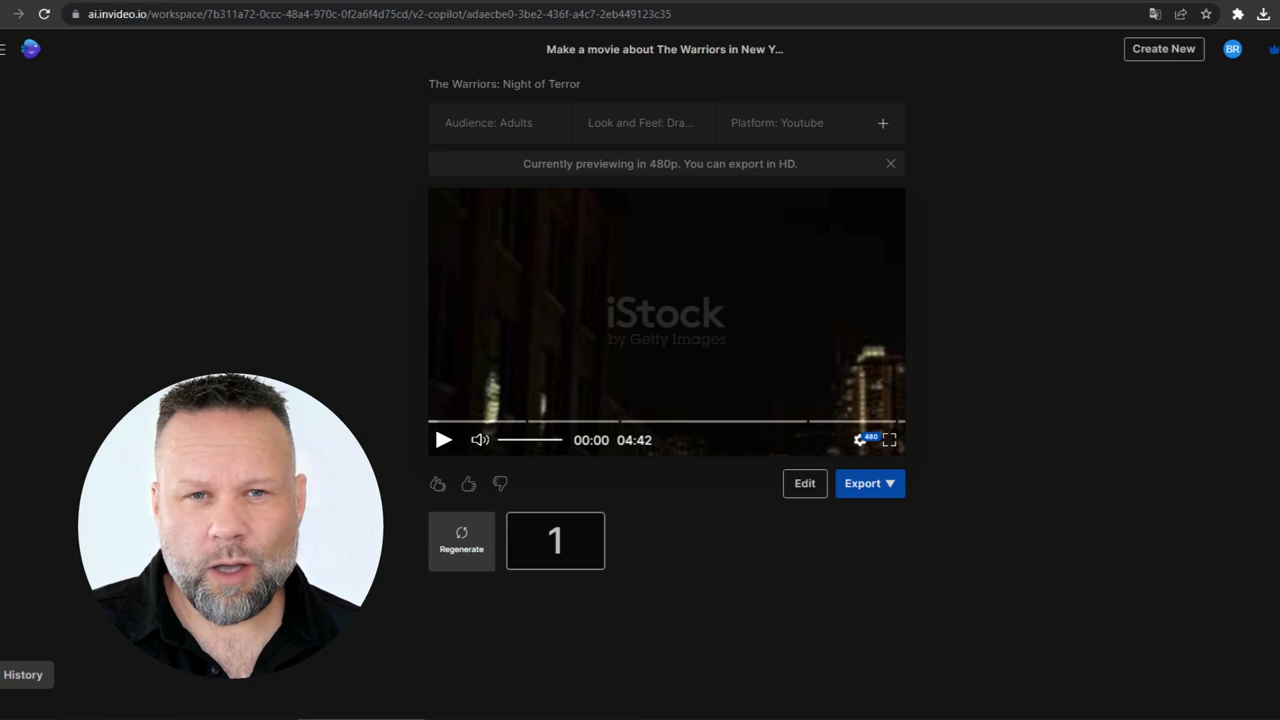 ai.invideo.io/workspace/7b311a72-0ccc-48a4-970c-0f2a6f4d75cd/v2-copilot/adaecbe0-3be2-436f-a4c7-2eb449123c35
Make a movie about The Warriors in New Y...
Create New
BR
The Warriors: Night of Terror
Audience: Adults
Look and Feel: Dra...
Platform: Youtube
+
Currently previewing in 480p. You can export in HD.
iStock
by Getty Images
00:00 04:42
480
Edit
Export
Regenerate
1
History